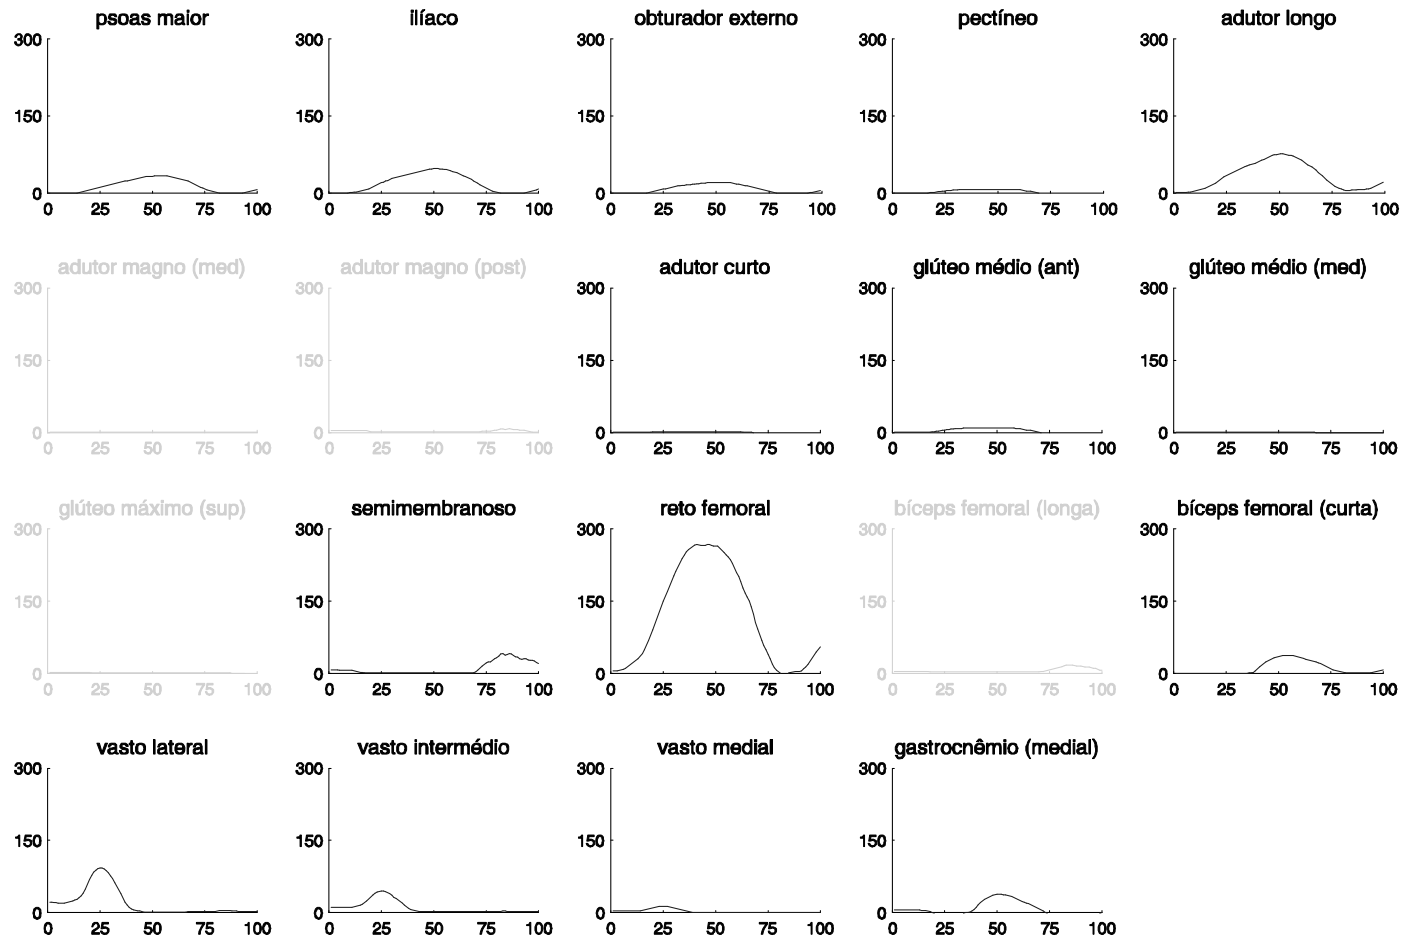 psoas maior ilíaco obturador externo pectíneo adutor longo
300 300 300 300 300
150 150 150 150 150
0 0 0 0 0
0 25 50 75 100 0 25 50 75 100 0 25 50 75 100 0 25 50 75 100 0 25 50 75 100
adutor magno (med) adutor magno (post) adutor curto glúteo médio (ant) glúteo médio (med)
300 300 300 300 300
150 150 150 150 150
0 0 0 0 0
0 25 50 75 100 0 25 50 75 100 0 25 50 75 100 0 25 50 75 100 0 25 50 75 100
glúteo máximo (sup) semimembranoso reto femoral bíceps femoral (longa) bíceps femoral (curta)
300 300 300 300 300
150 150 150 150 150
0 0 0 0 0
0 25 50 75 100 0 25 50 75 100 0 25 50 75 100 0 25 50 75 100 0 25 50 75 100
vasto lateral vasto intermédio vasto medial gastrocnêmio (medial)
300 300 300 300
150 150 150 150
0 0 0 0
0 25 50 75 100 0 25 50 75 100 0 25 50 75 100 0 25 50 75 100